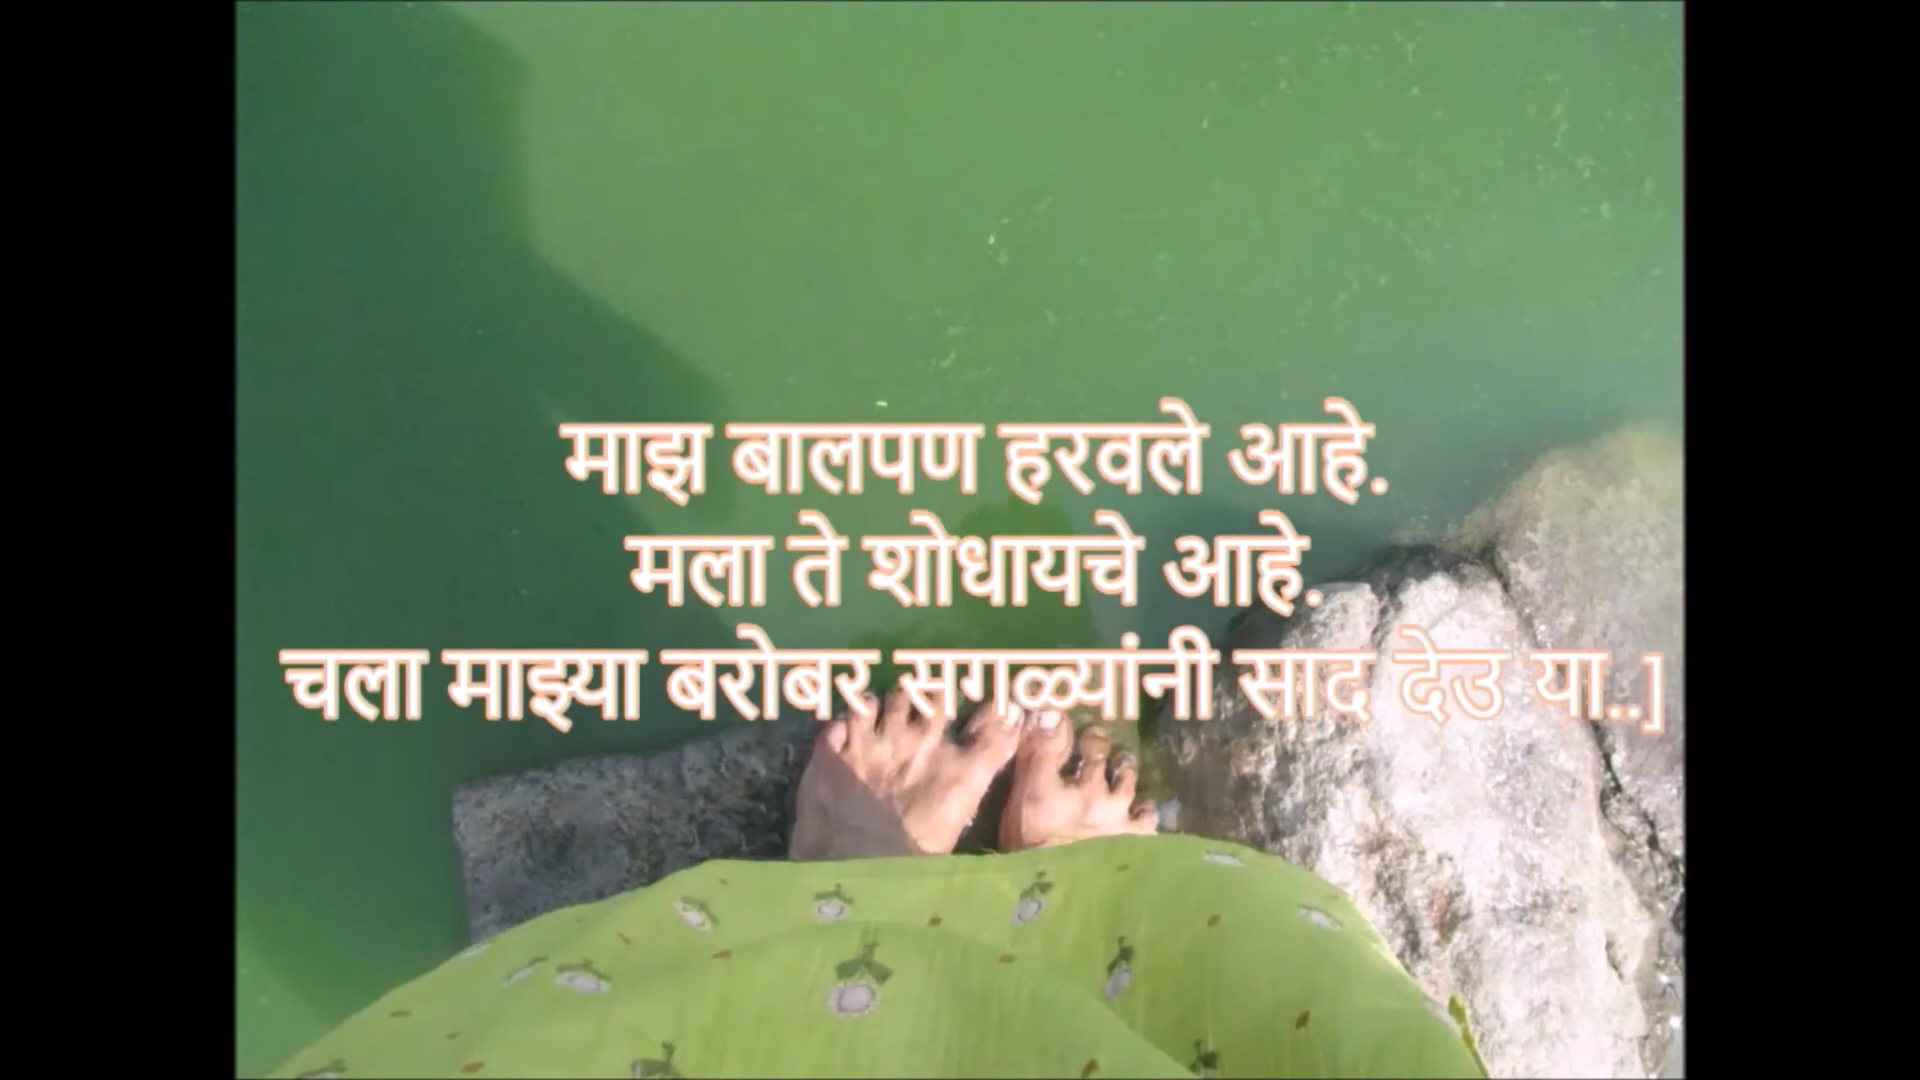 माझ बालपण हरवले आहे.
मला ते शोधायचे आहे.
चला माझ्या बरोबर सगळ्यांनी साद देउ या..]